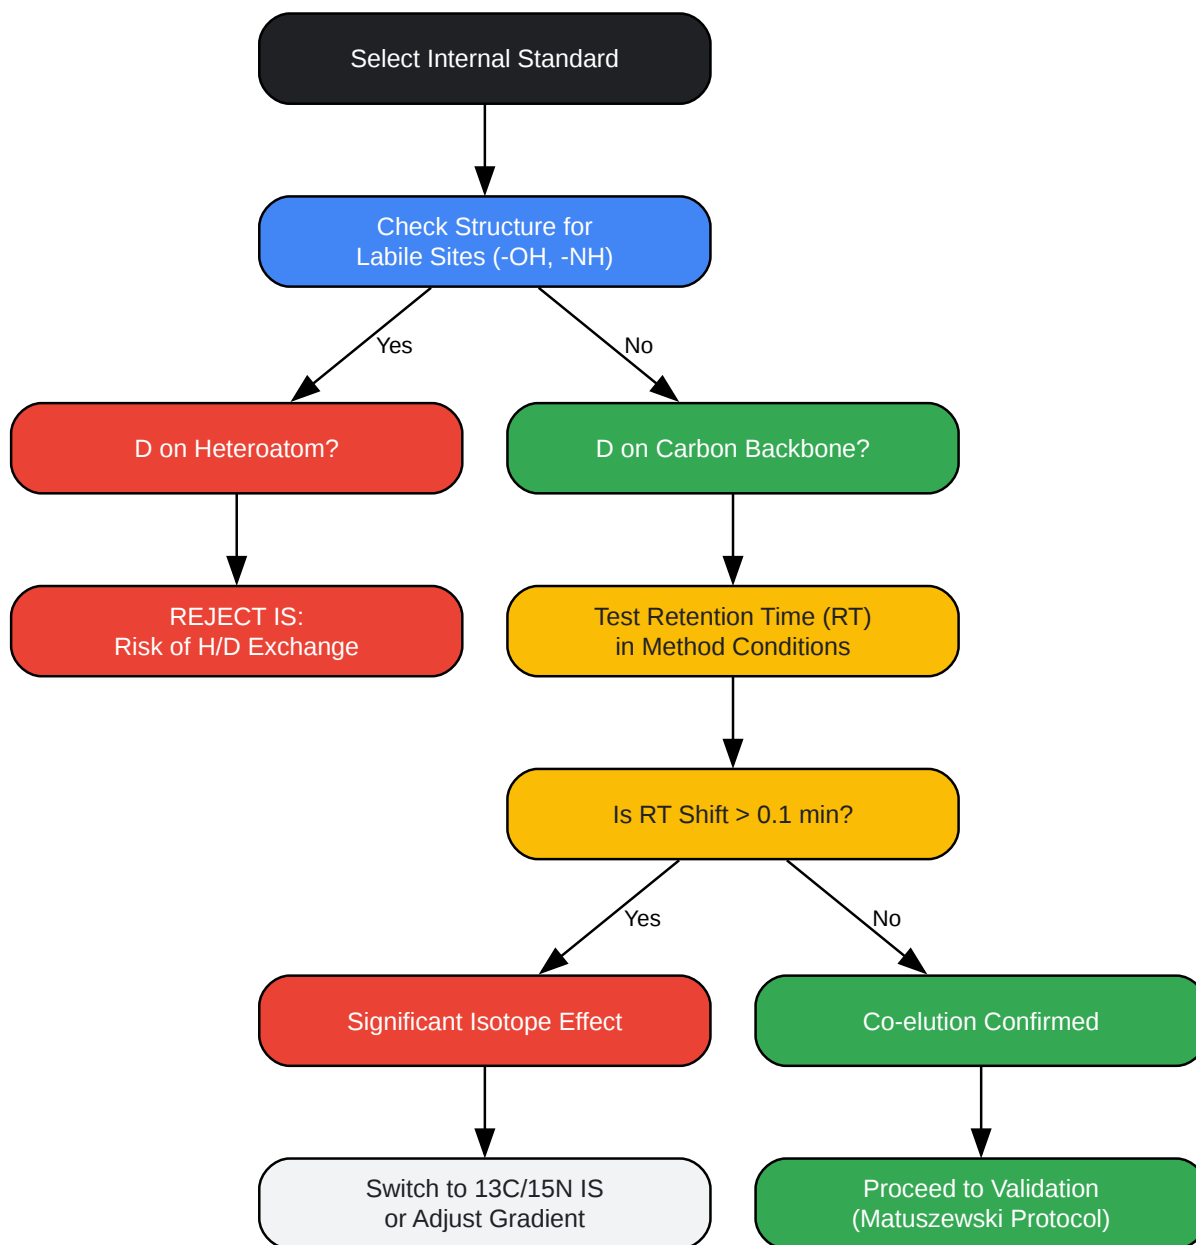 Select Internal Standard
Check Structure for
Labile Sites (-OH, -NH)
Yes
No
D on Heteroatom?
D on Carbon Backbone?
REJECT IS:
Risk of H/D Exchange
Test Retention Time (RT)
in Method Conditions
Is RT Shift > 0.1 min?
Yes
No
Significant Isotope Effect
Co-elution Confirmed
Switch to 13C/15N IS
or Adjust Gradient
Proceed to Validation
(Matuszewski Protocol)